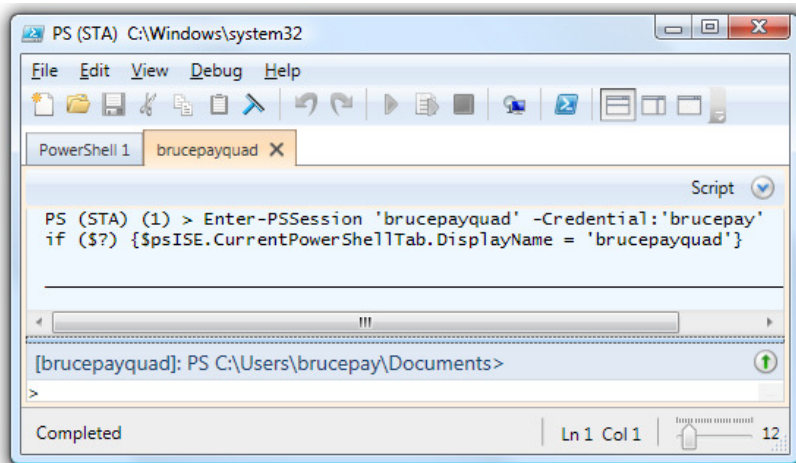 PS (STA) C:\Windows\system32
File Edit View Debug Help
PowerShell 1 brucepayquad
Script
PS (STA) (1) > Enter-PSSession 'brucepayquad' -Credential:'brucepay'
if ($?) {$psISE.CurrentPowerShellTab.DisplayName = 'brucepayquad'}
[brucepayquad]: PS C:\Users\brucepay\Documents>
>
Completed Ln 1 Col 1 12